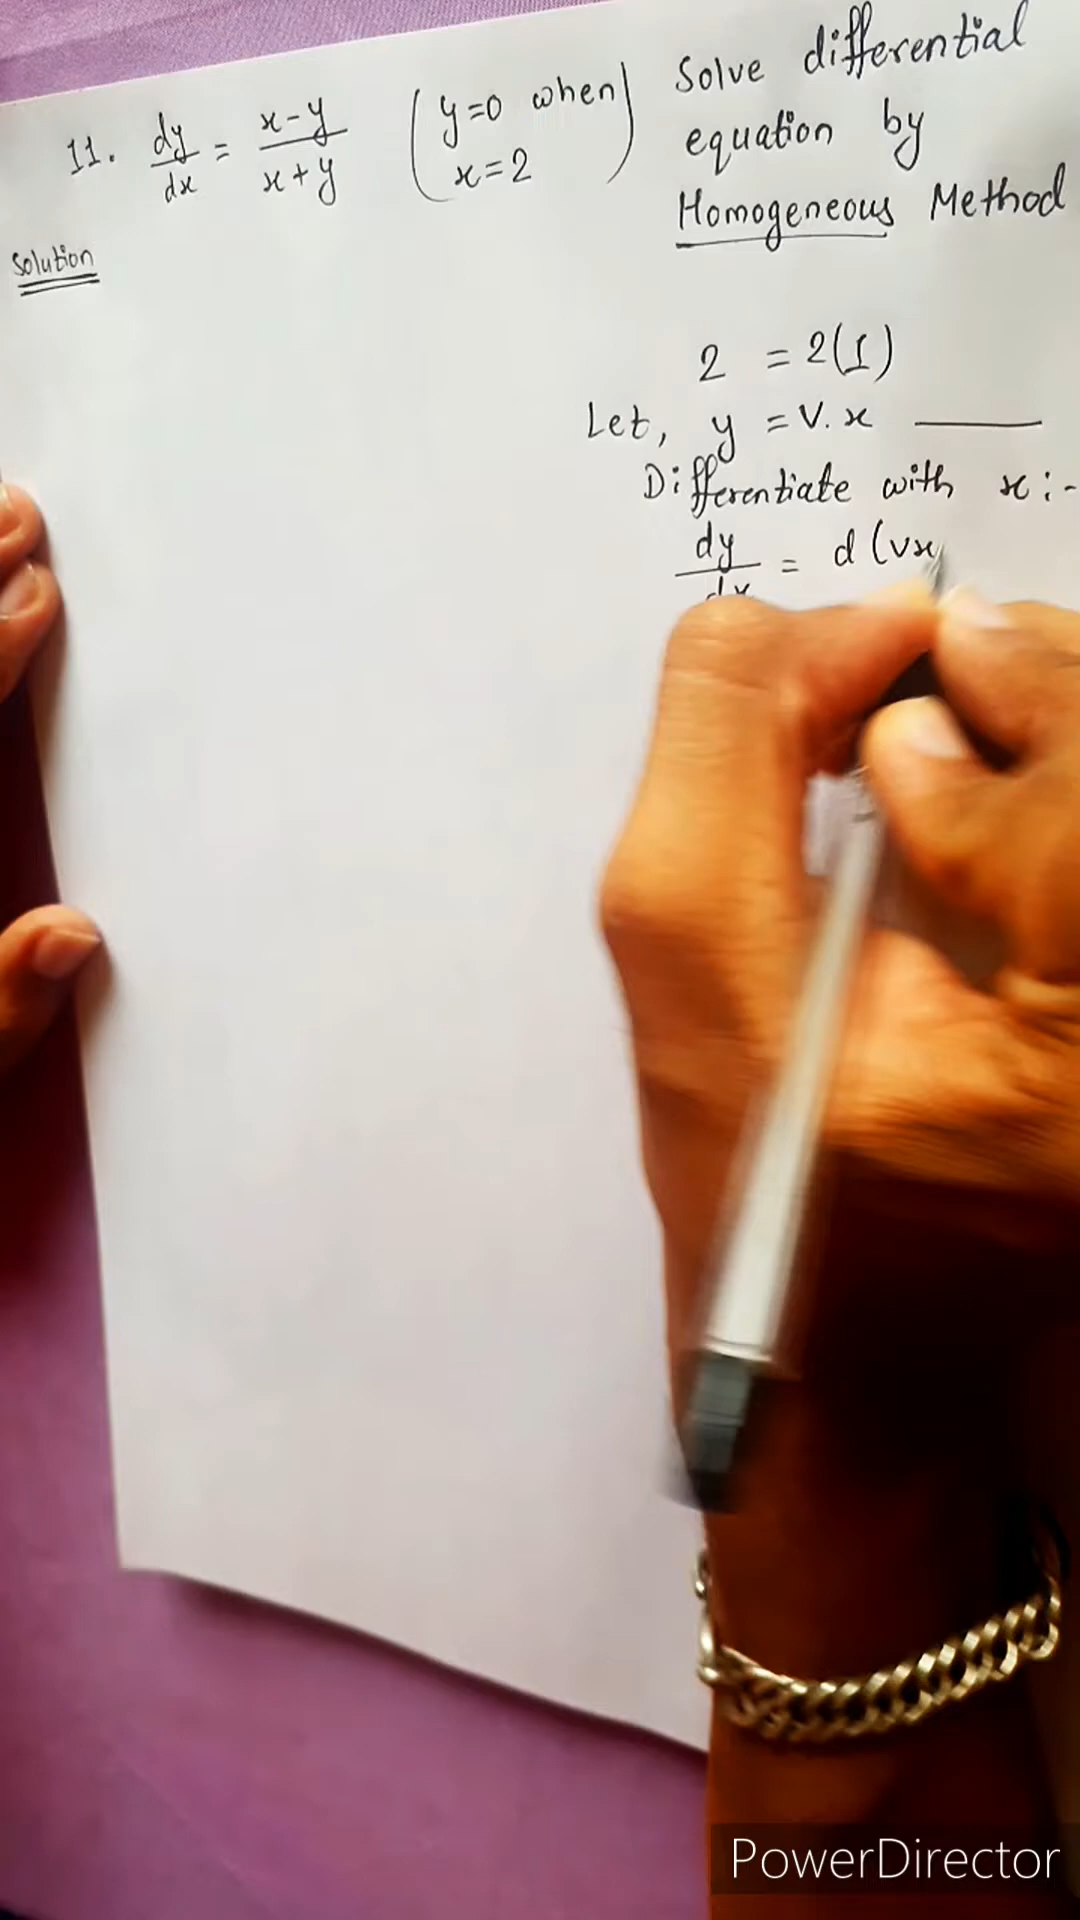 11. dy/dx = x-y/x+y (y=0 when x=2)
Solve differential
equation by
Homogeneous Method
Solution
2 = 2(1)
Let, y = v.x
Differentiate with x:-
dy/dx = d(vx
PowerDirector